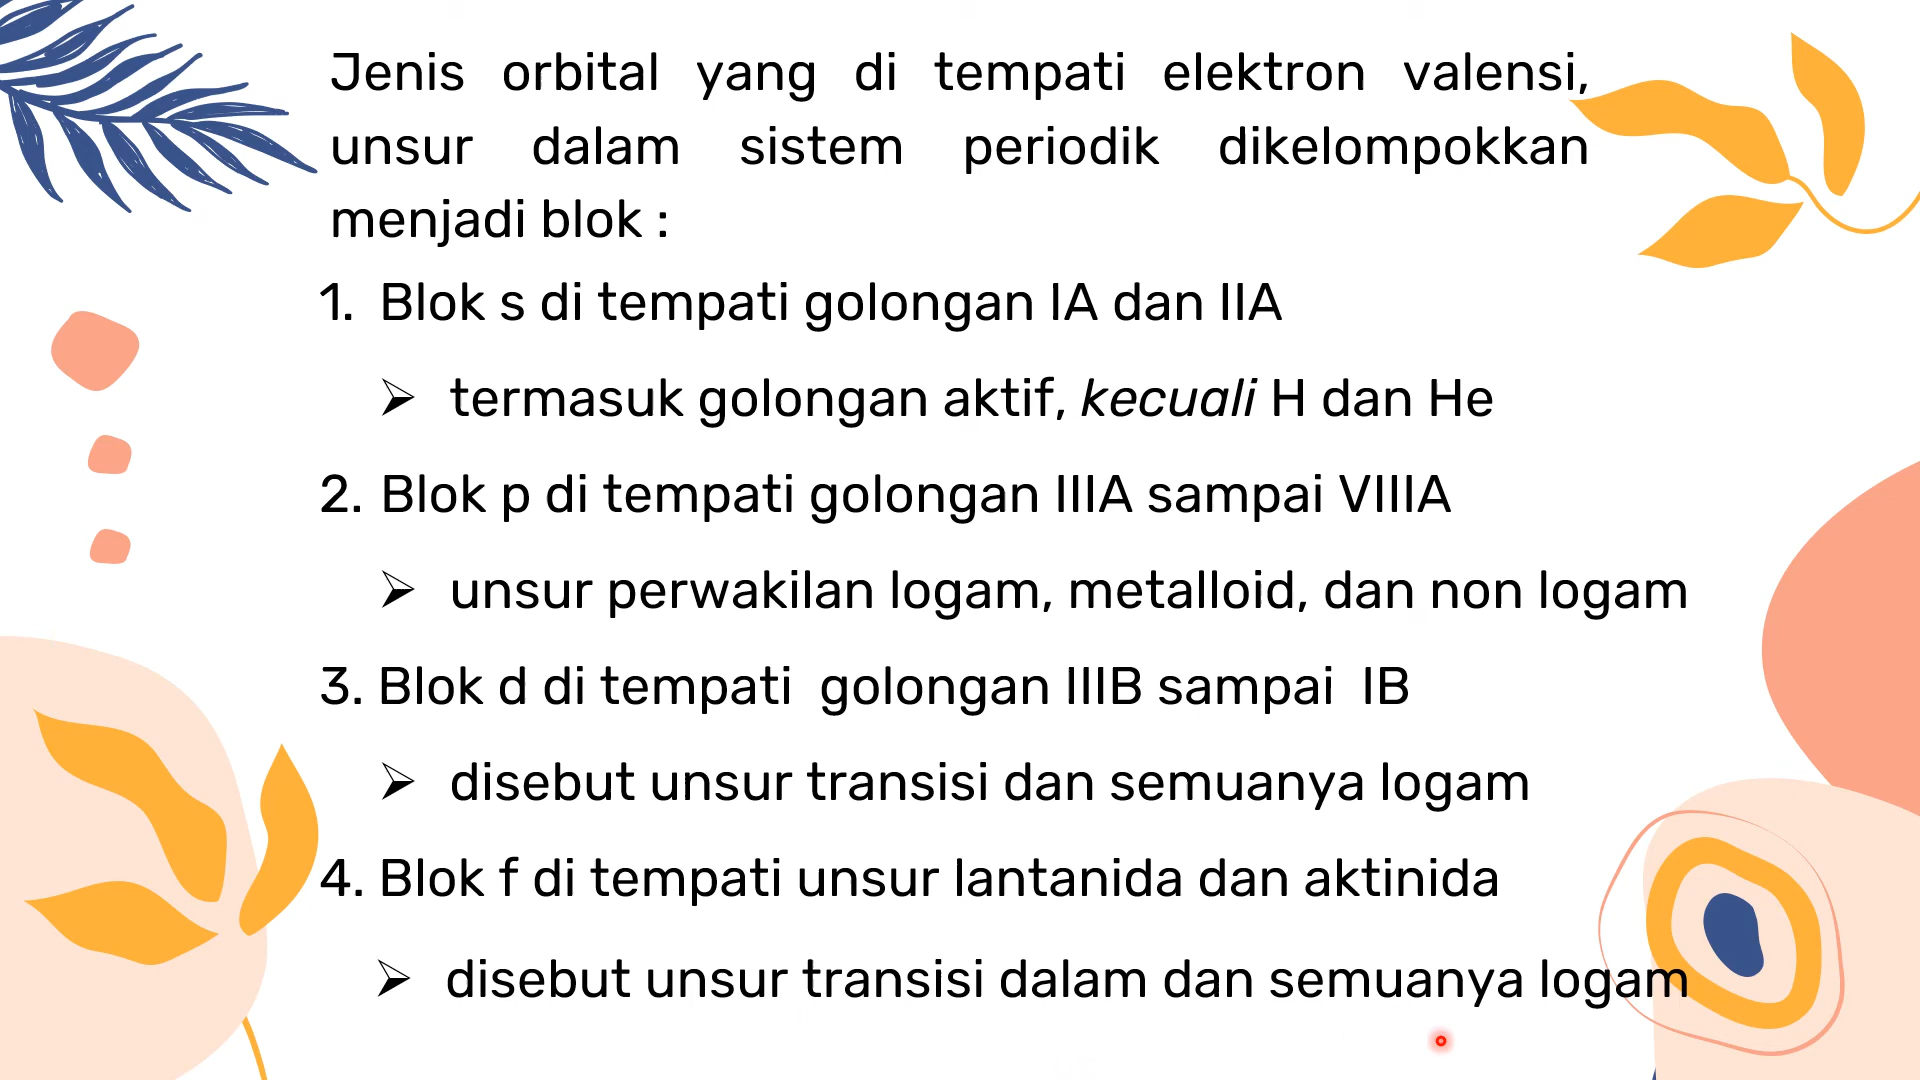 Jenis orbital yang di tempati elektron valensi,
unsur dalam sistem periodik dikelompokkan
menjadi blok :
1. Blok s di tempati golongan IA dan IIA
➢ termasuk golongan aktif, kecuali H dan He
2. Blok p di tempati golongan IIIA sampai VIIIA
➢ unsur perwakilan logam, metalloid, dan non logam
3. Blok d di tempati golongan IIIB sampai IB
➢ disebut unsur transisi dan semuanya logam
4. Blok f di tempati unsur lantanida dan aktinida
➢ disebut unsur transisi dalam dan semuanya logam